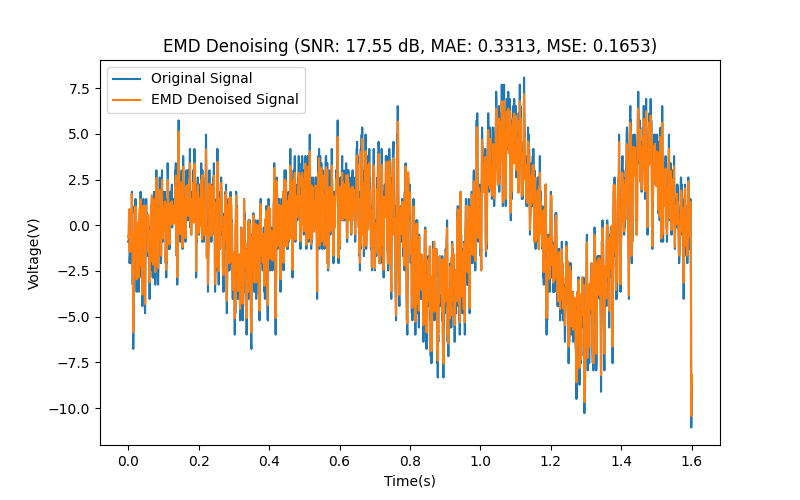 EMD Denoising (SNR: 17.55 dB, MAE: 0.3313, MSE: 0.1653)
Original Signal
EMD Denoised Signal
7.5
5.0
2.5
0.0
−2.5
−5.0
−7.5
−10.0
Voltage(V)
0.0 0.2 0.4 0.6 0.8 1.0 1.2 1.4 1.6
Time(s)